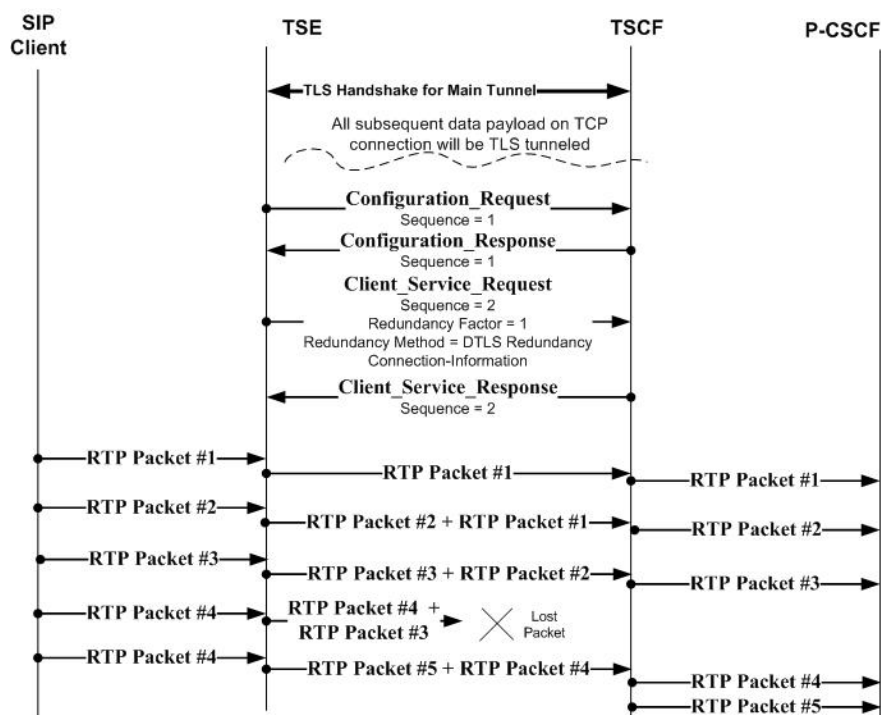 SIP
Client
TSE
TSCF
P-CSCF
TLS Handshake for Main Tunnel
All subsequent data payload on TCP
connection will be TLS tunneled
Configuration_Request
Sequence = 1
Configuration_Response
Sequence = 1
Client_Service_Request
Sequence = 2
Redundancy Factor = 1
Redundancy Method = DTLS Redundancy
Connection-Information
Client_Service_Response
Sequence = 2
RTP Packet #1
RTP Packet #1
RTP Packet #1
RTP Packet #2
RTP Packet #2 + RTP Packet #1
RTP Packet #2
RTP Packet #3
RTP Packet #3 + RTP Packet #2
RTP Packet #3
RTP Packet #4
RTP Packet #4 +
RTP Packet #3
Lost
Packet
RTP Packet #4
RTP Packet #5 + RTP Packet #4
RTP Packet #4
RTP Packet #5